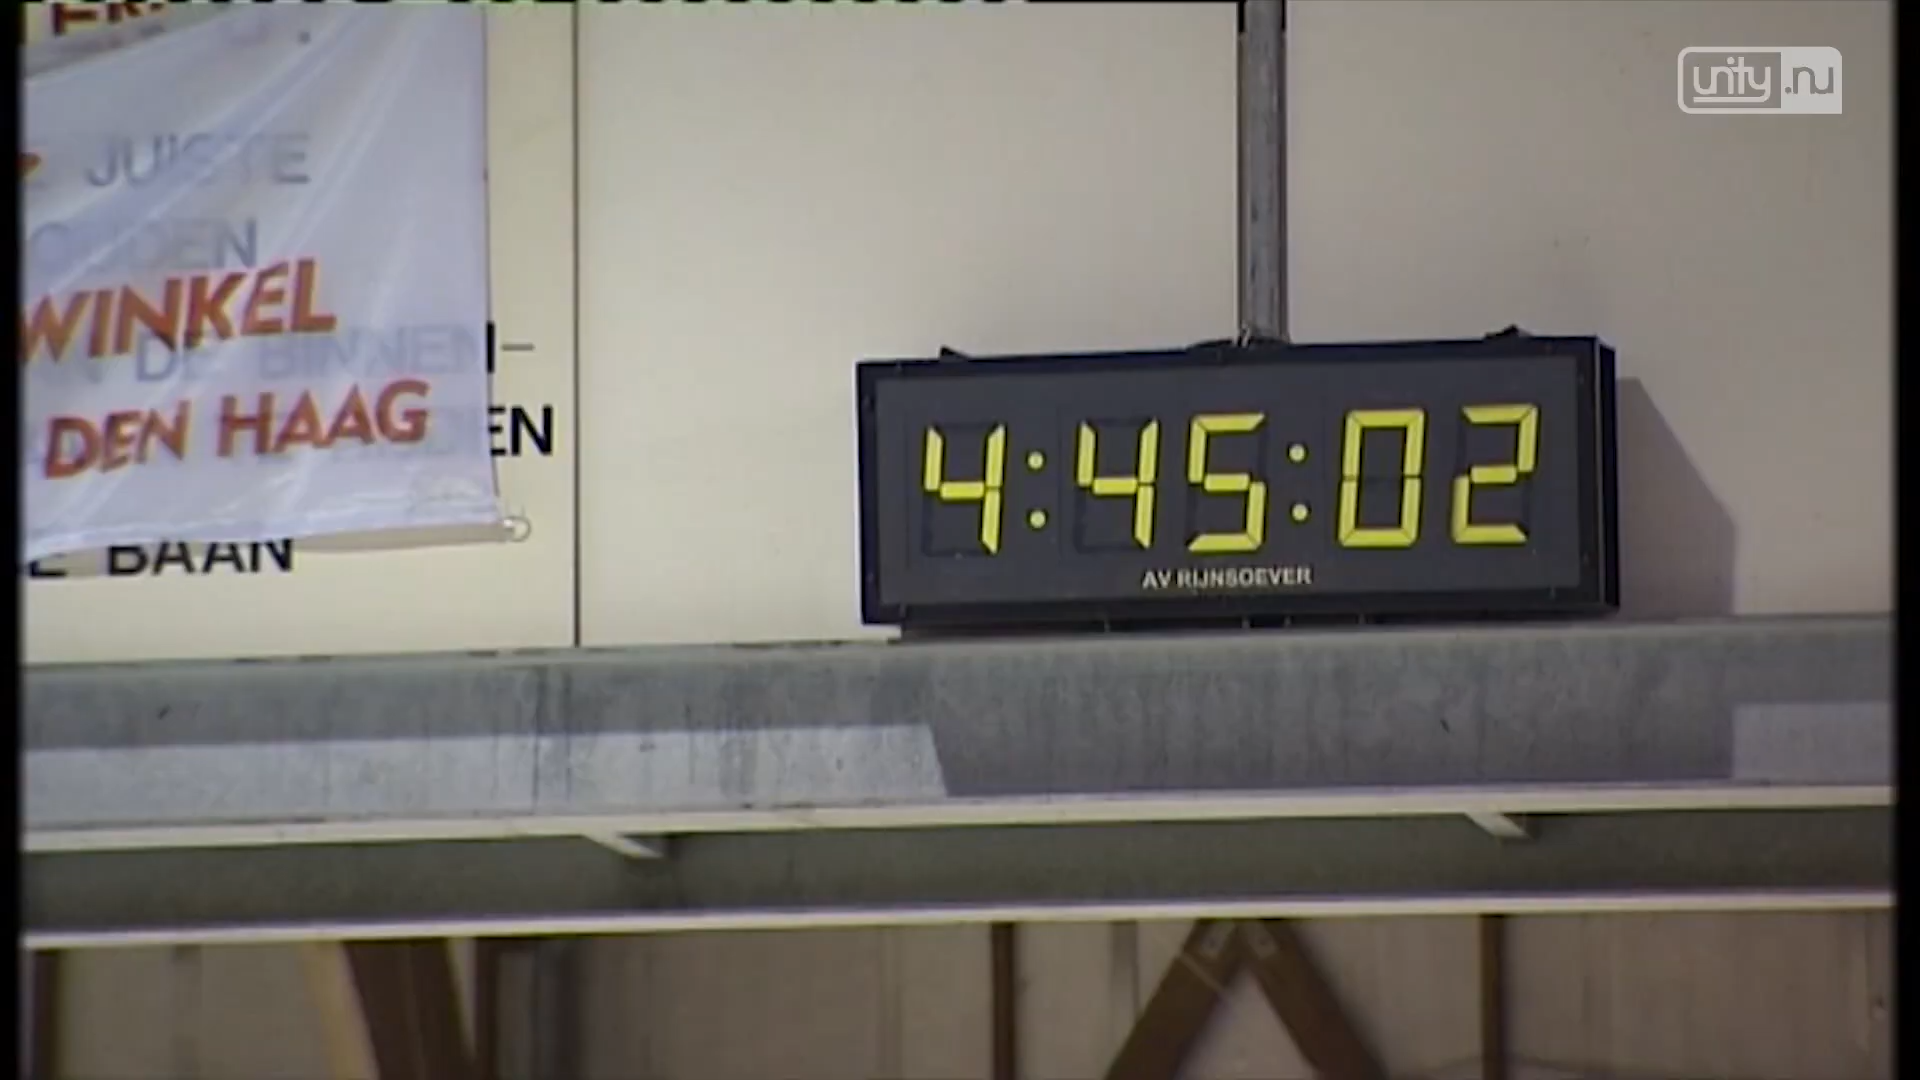 unity.nu
JUISTE
WINKEL
DEN HAAG
EN
BAAN
4:45:02
AV RIJNSOEVER